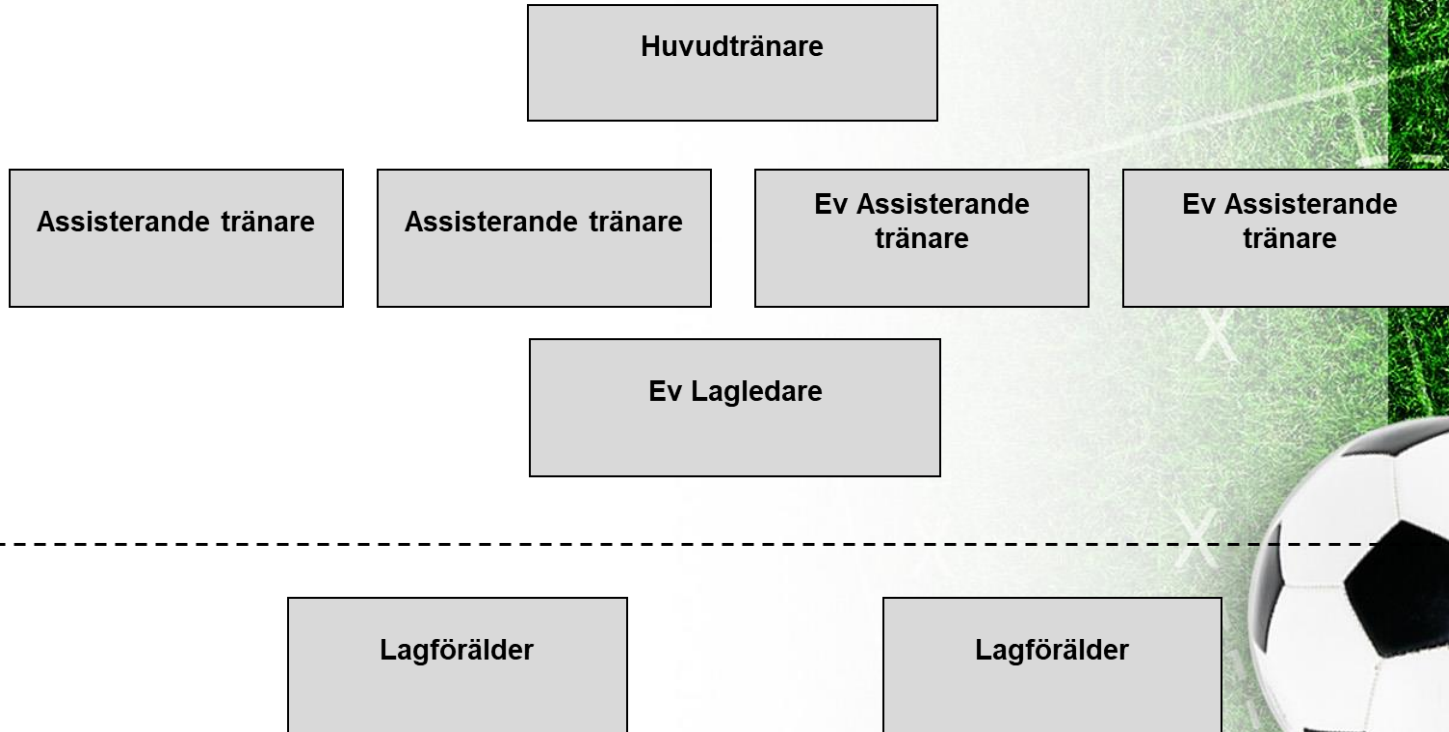 Huvudtränare
Assisterande tränare
Assisterande tränare
Ev Assisterande
tränare
Ev Assisterande
tränare
Ev Lagledare
Lagförälder
Lagförälder